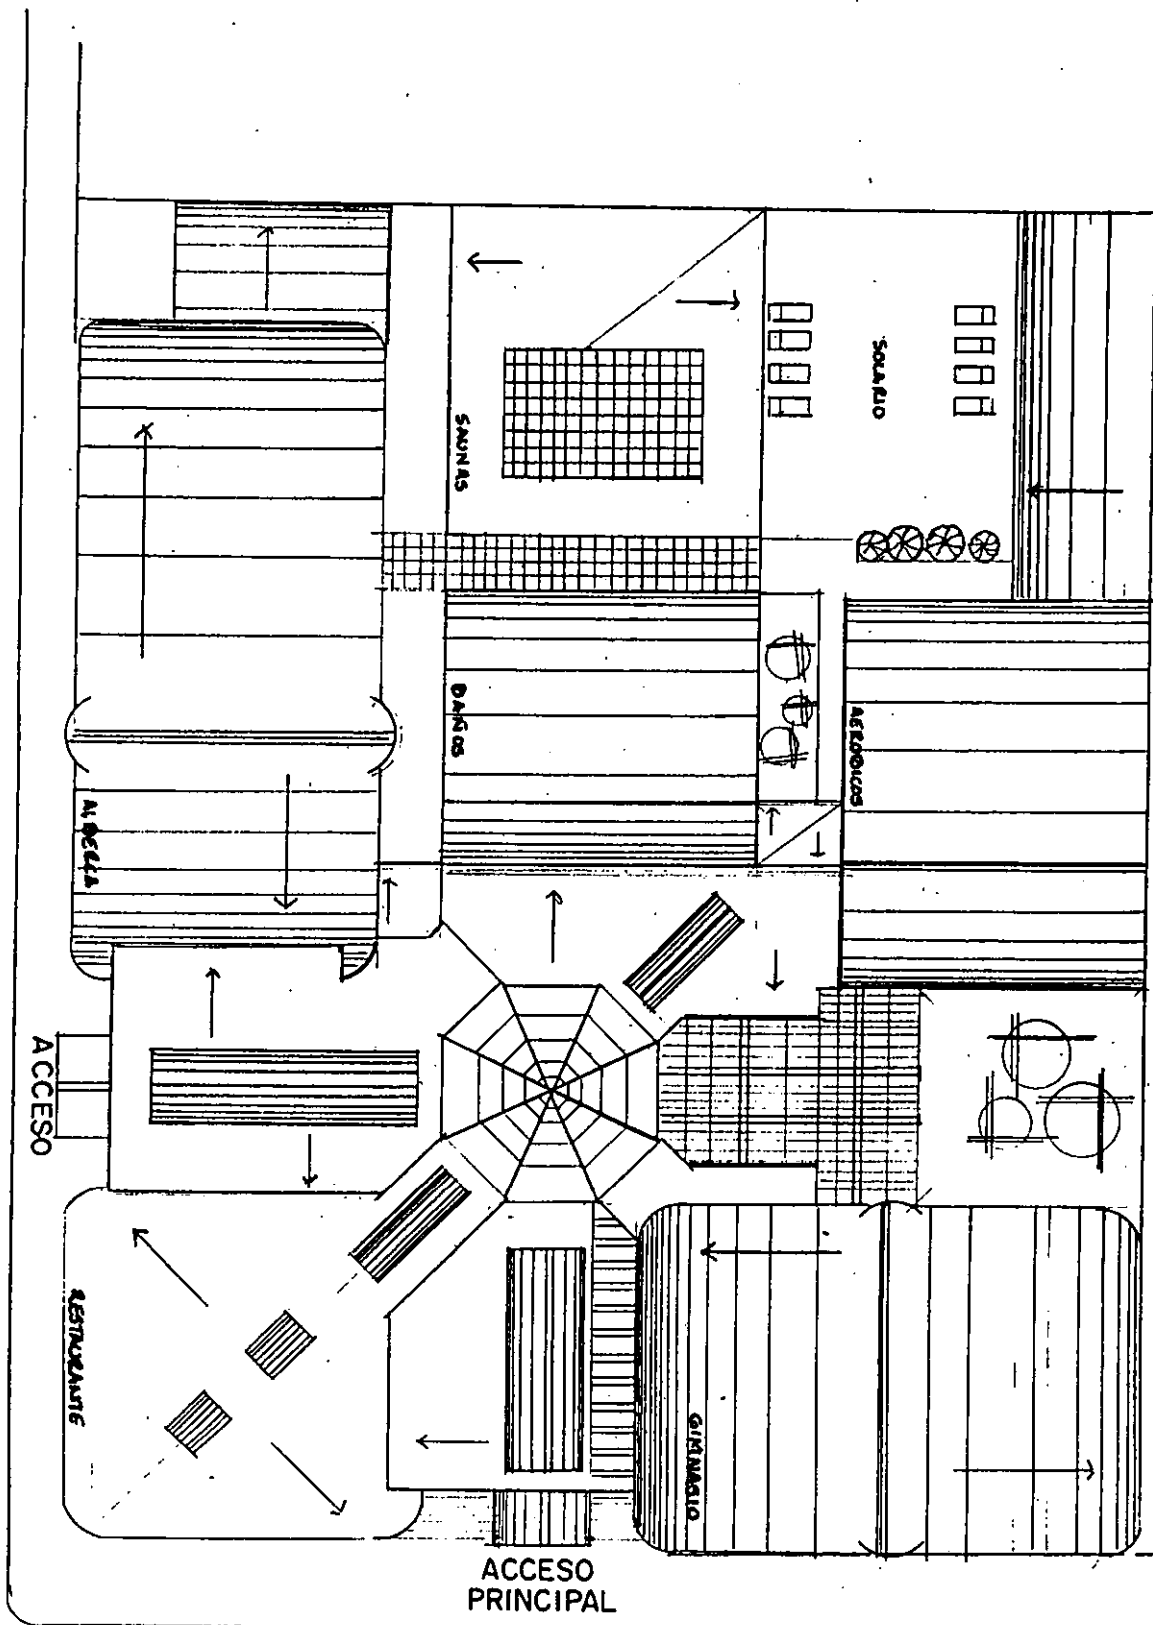 SOLARIO
SAUNAS
BAÑOS
AEROBICOS
ALBERCA
ACCESO
RESTAURANTE
GIMNASIO
ACCESO
PRINCIPAL